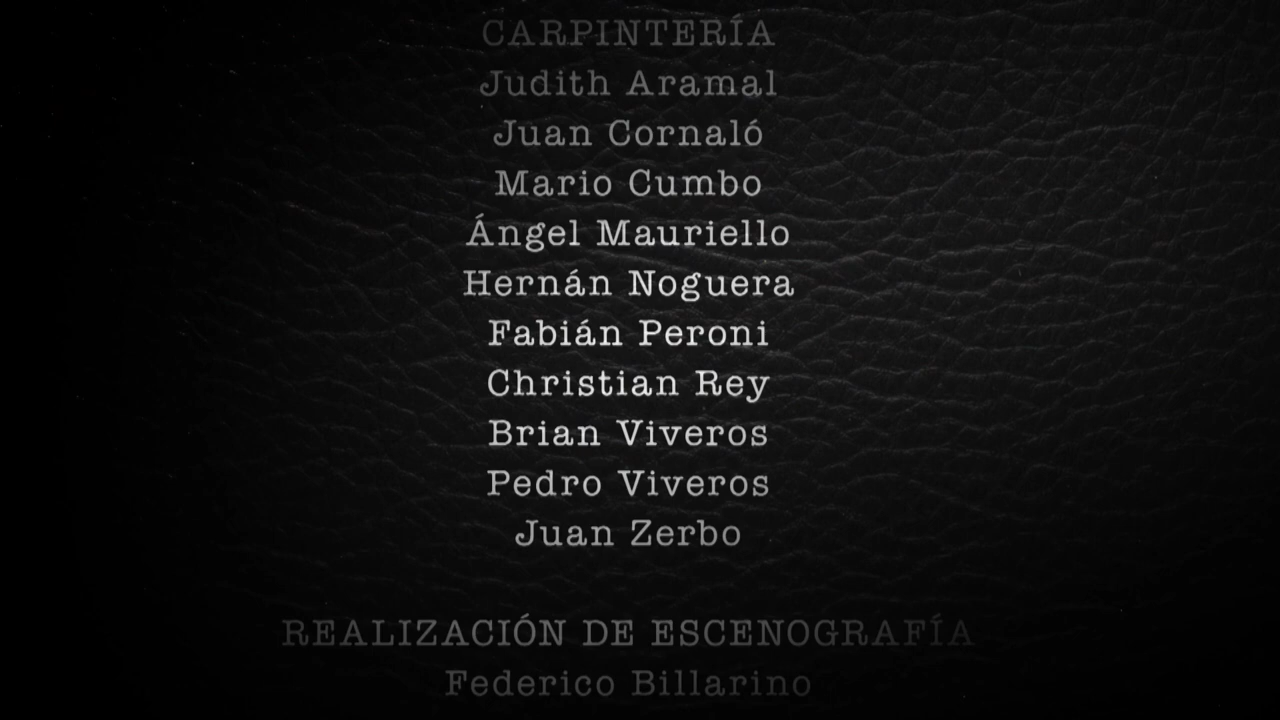 CARPINTERÍA
Judith Aramal
Juan Cornaló
Mario Cumbo
Ángel Mauriello
Hernán Noguera
Fabián Peroni
Christian Rey
Brian Viveros
Pedro Viveros
Juan Zerbo
REALIZACIÓN DE ESCENOGRAFÍA
Federico Billarino